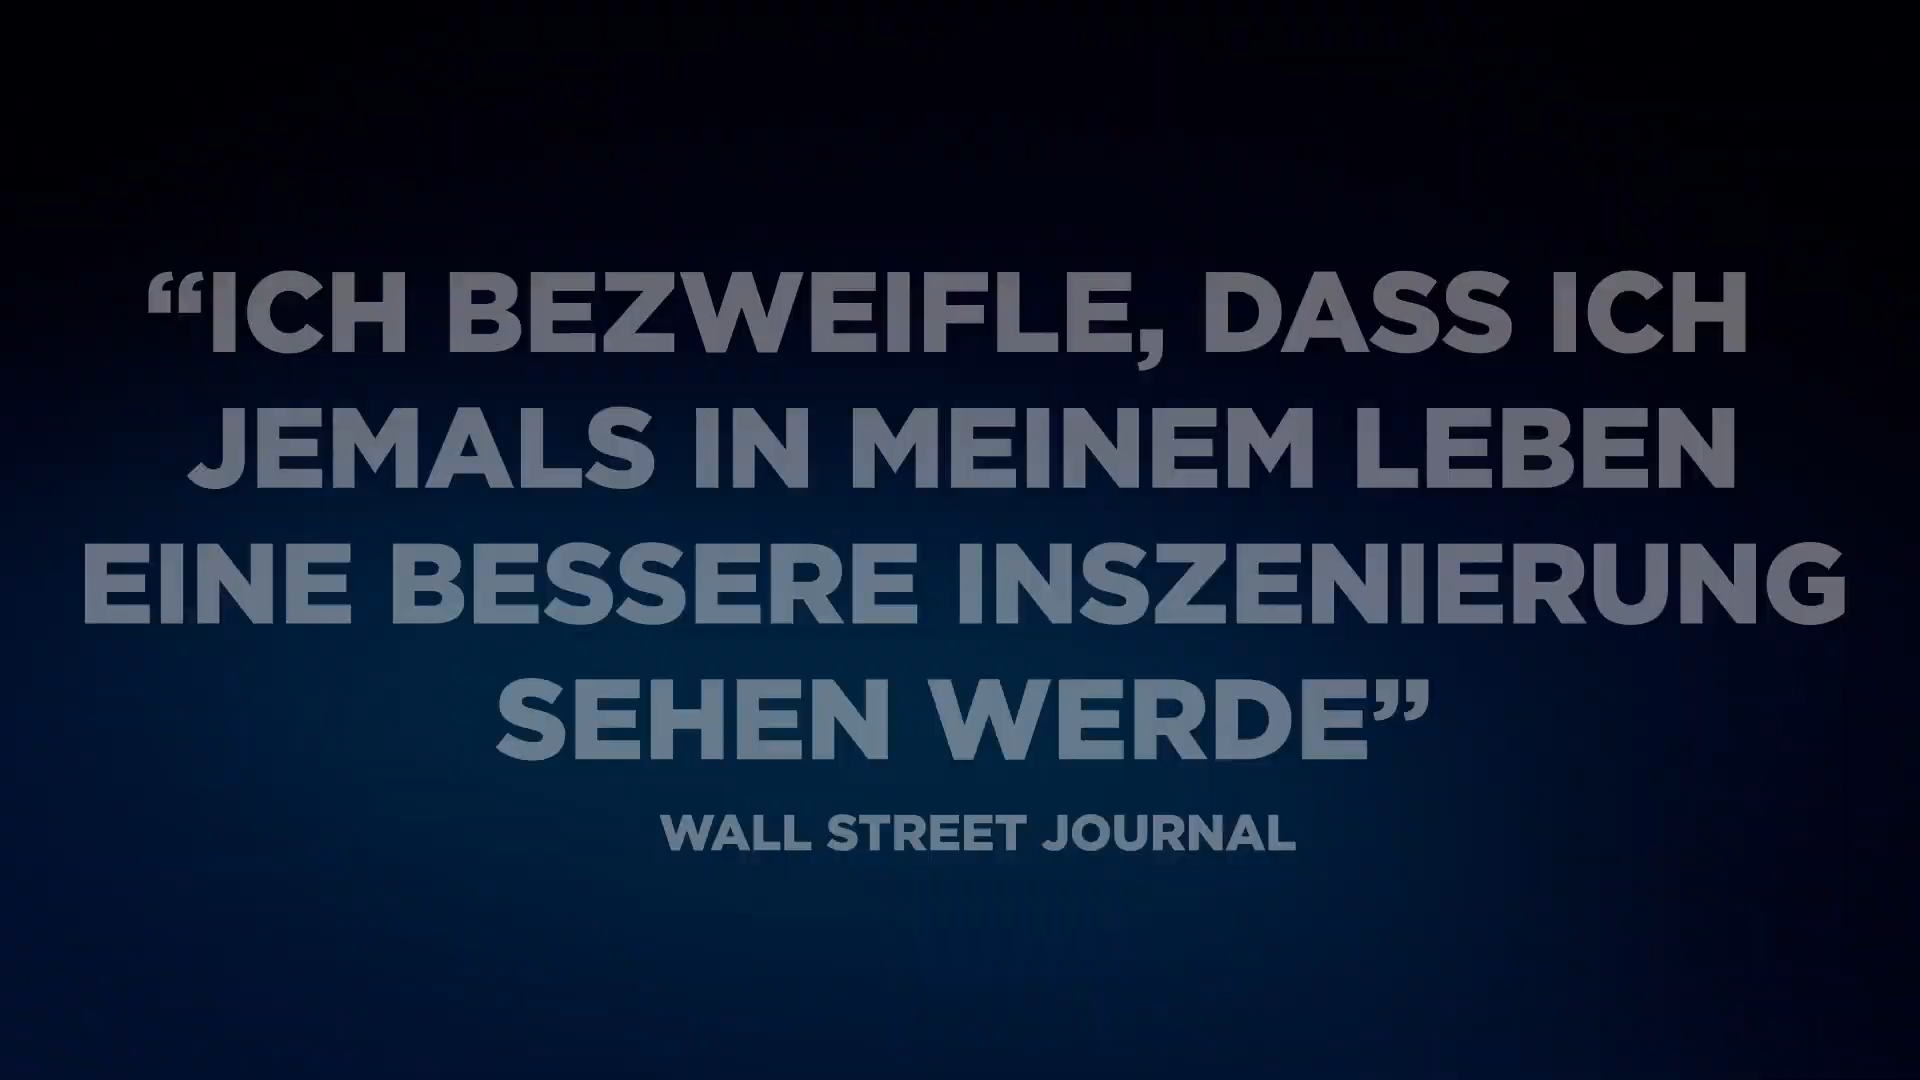 “ICH BEZWEIFLE, DASS ICH
JEMALS IN MEINEM LEBEN
EINE BESSERE INSZENIERUNG
SEHEN WERDE”
WALL STREET JOURNAL